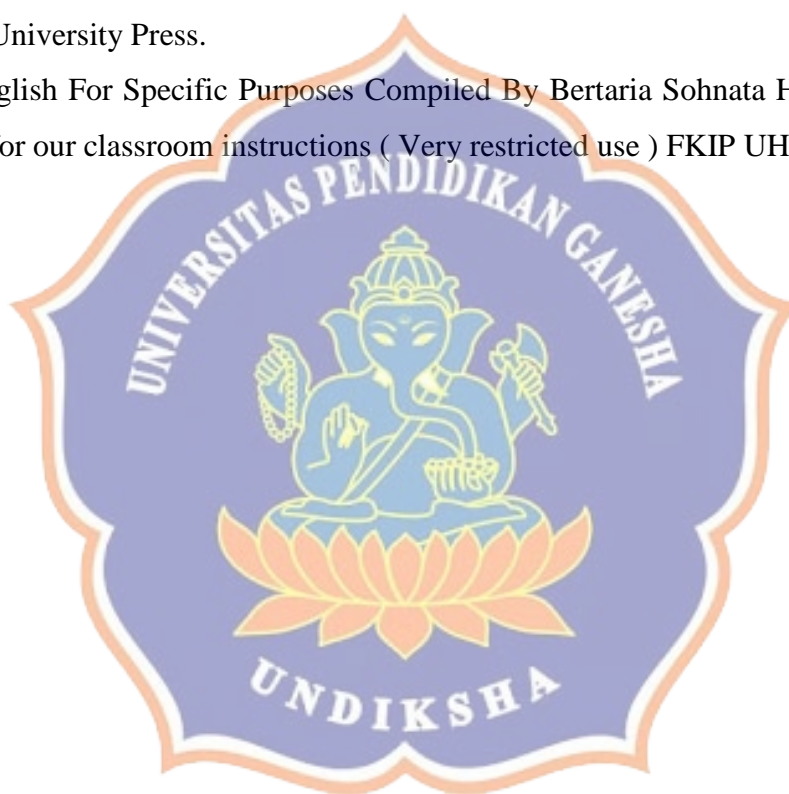 University Press.
glish For Specific Purposes Compiled By Bertaria Sohnata H
or our classroom instructions ( Very restricted use ) FKIP UH
UNIVERSITAS PENDIDIKAN GANESHA
UNDIKSHA